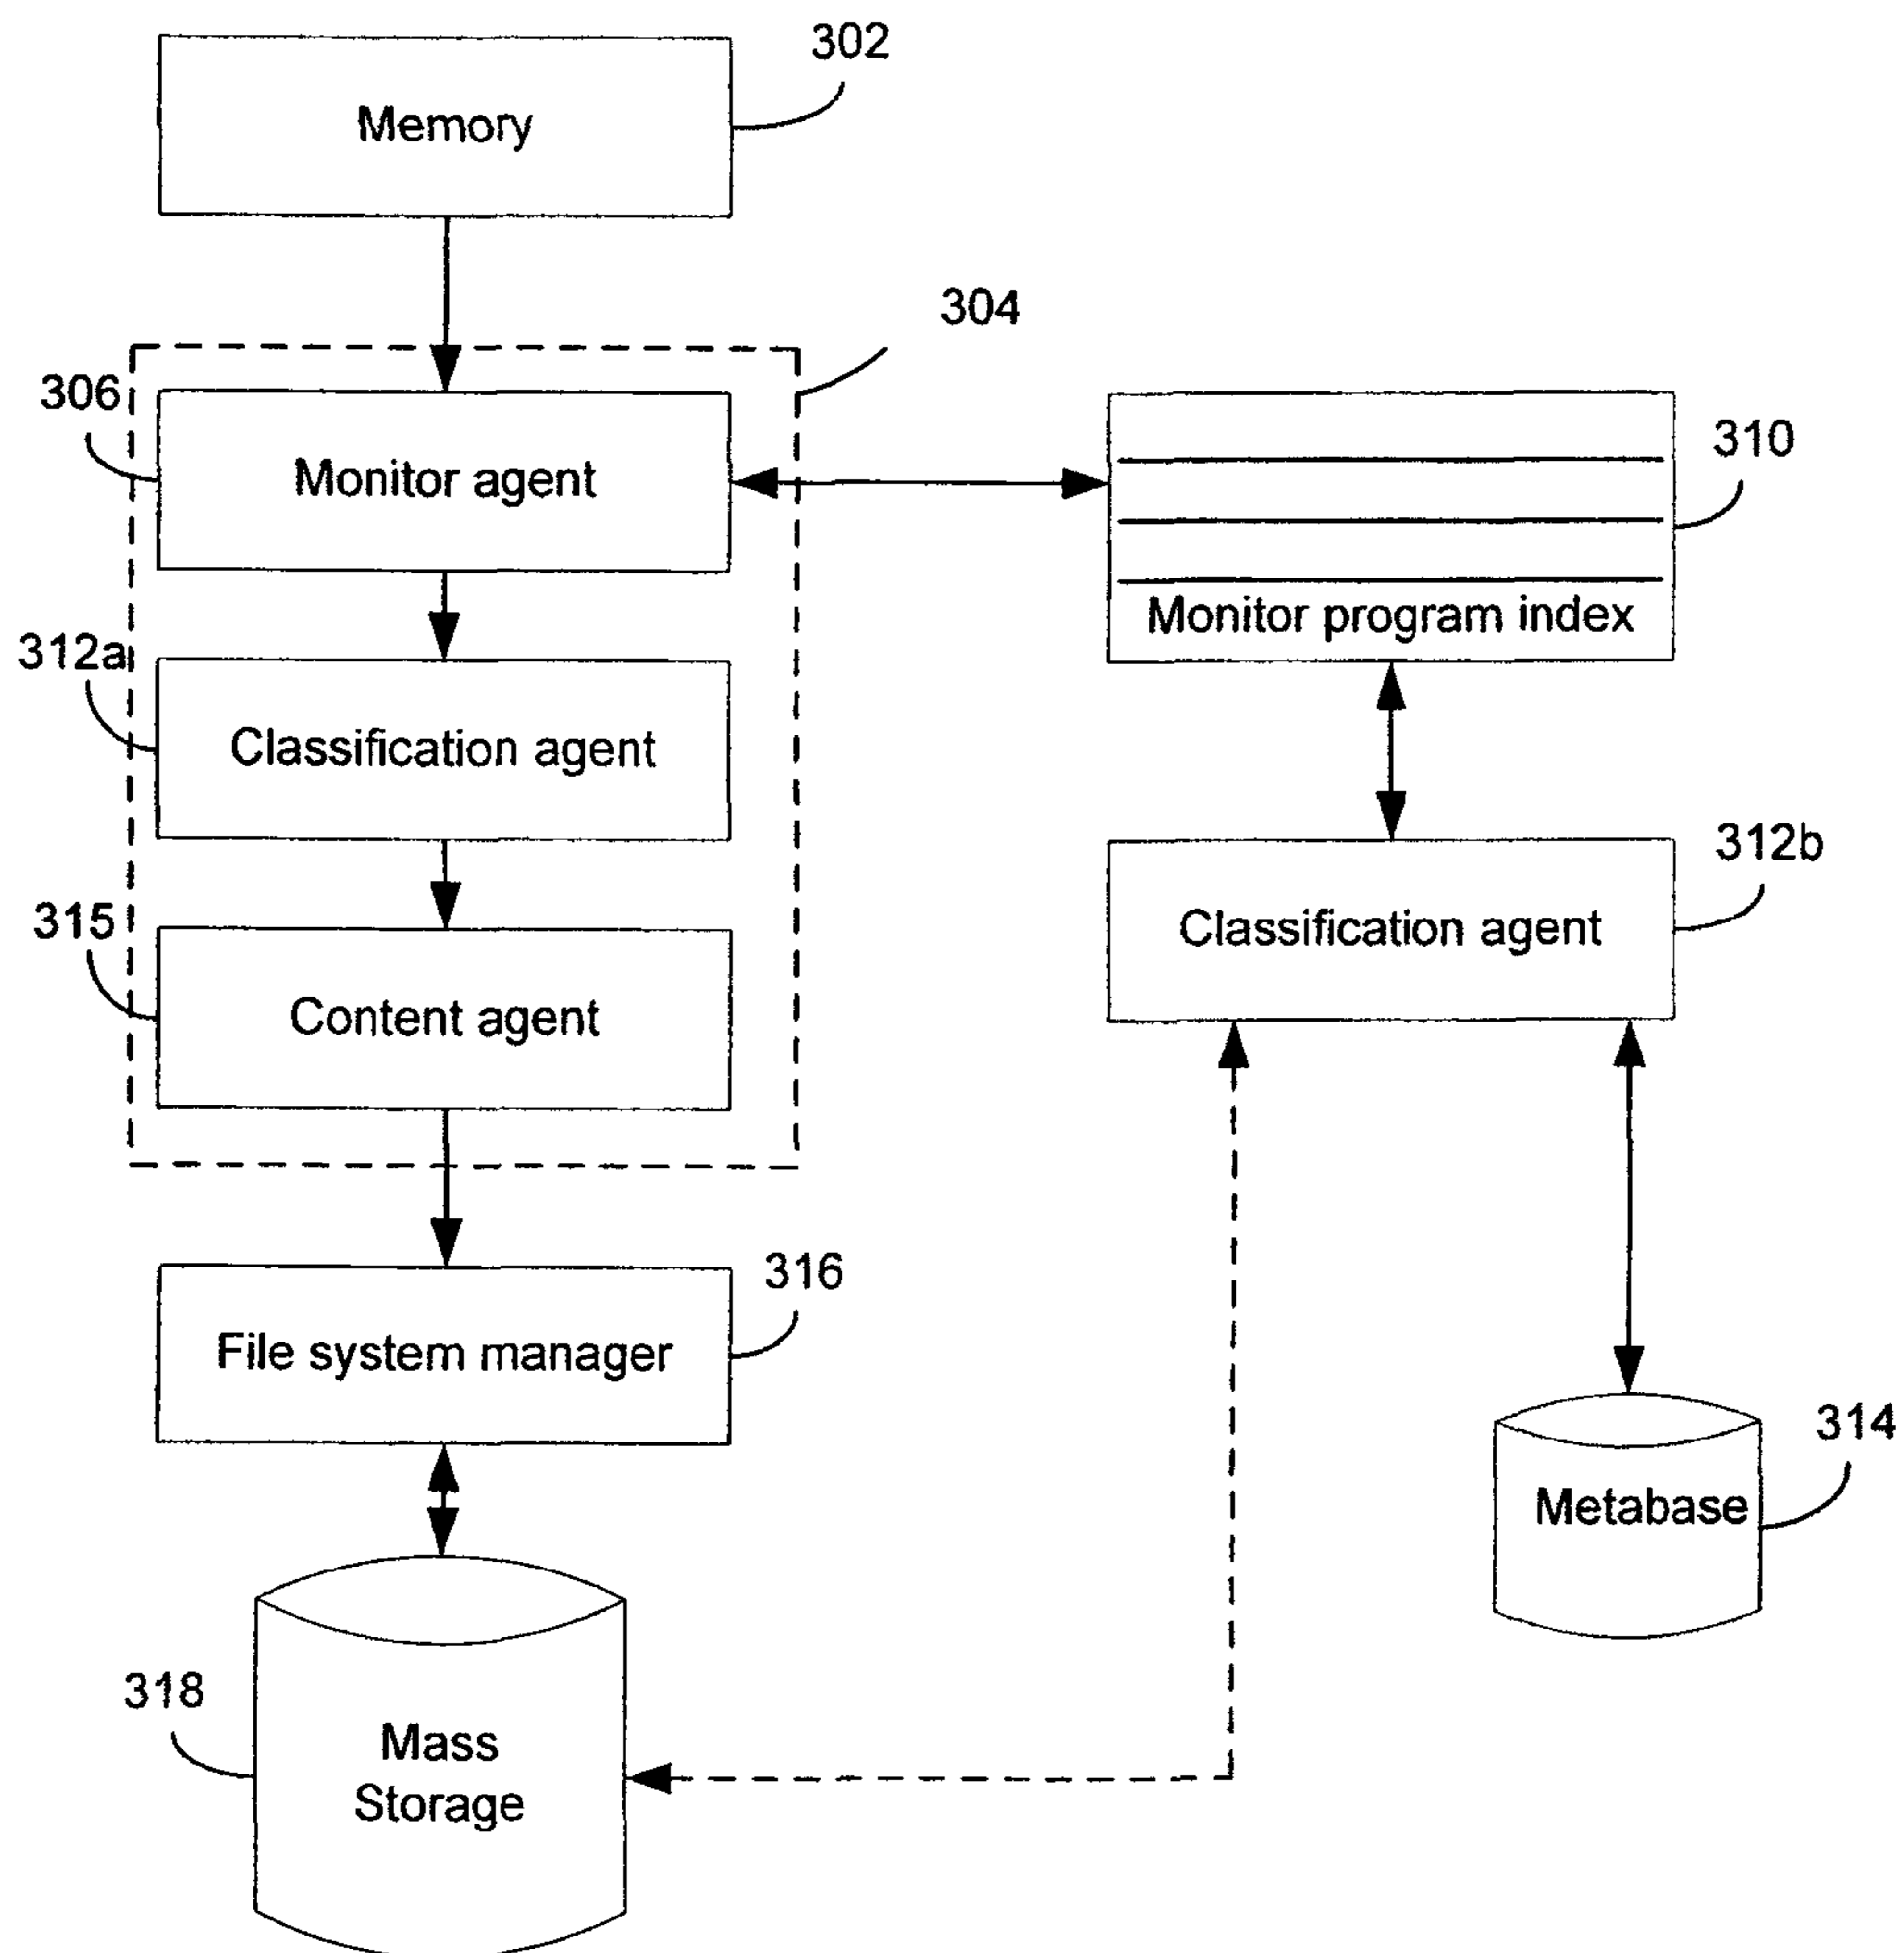 302
Memory
304
306
Monitor agent
310
Monitor program index
312a
Classification agent
312b
Classification agent
315
Content agent
316
File system manager
314
Metabase
318
Mass
Storage